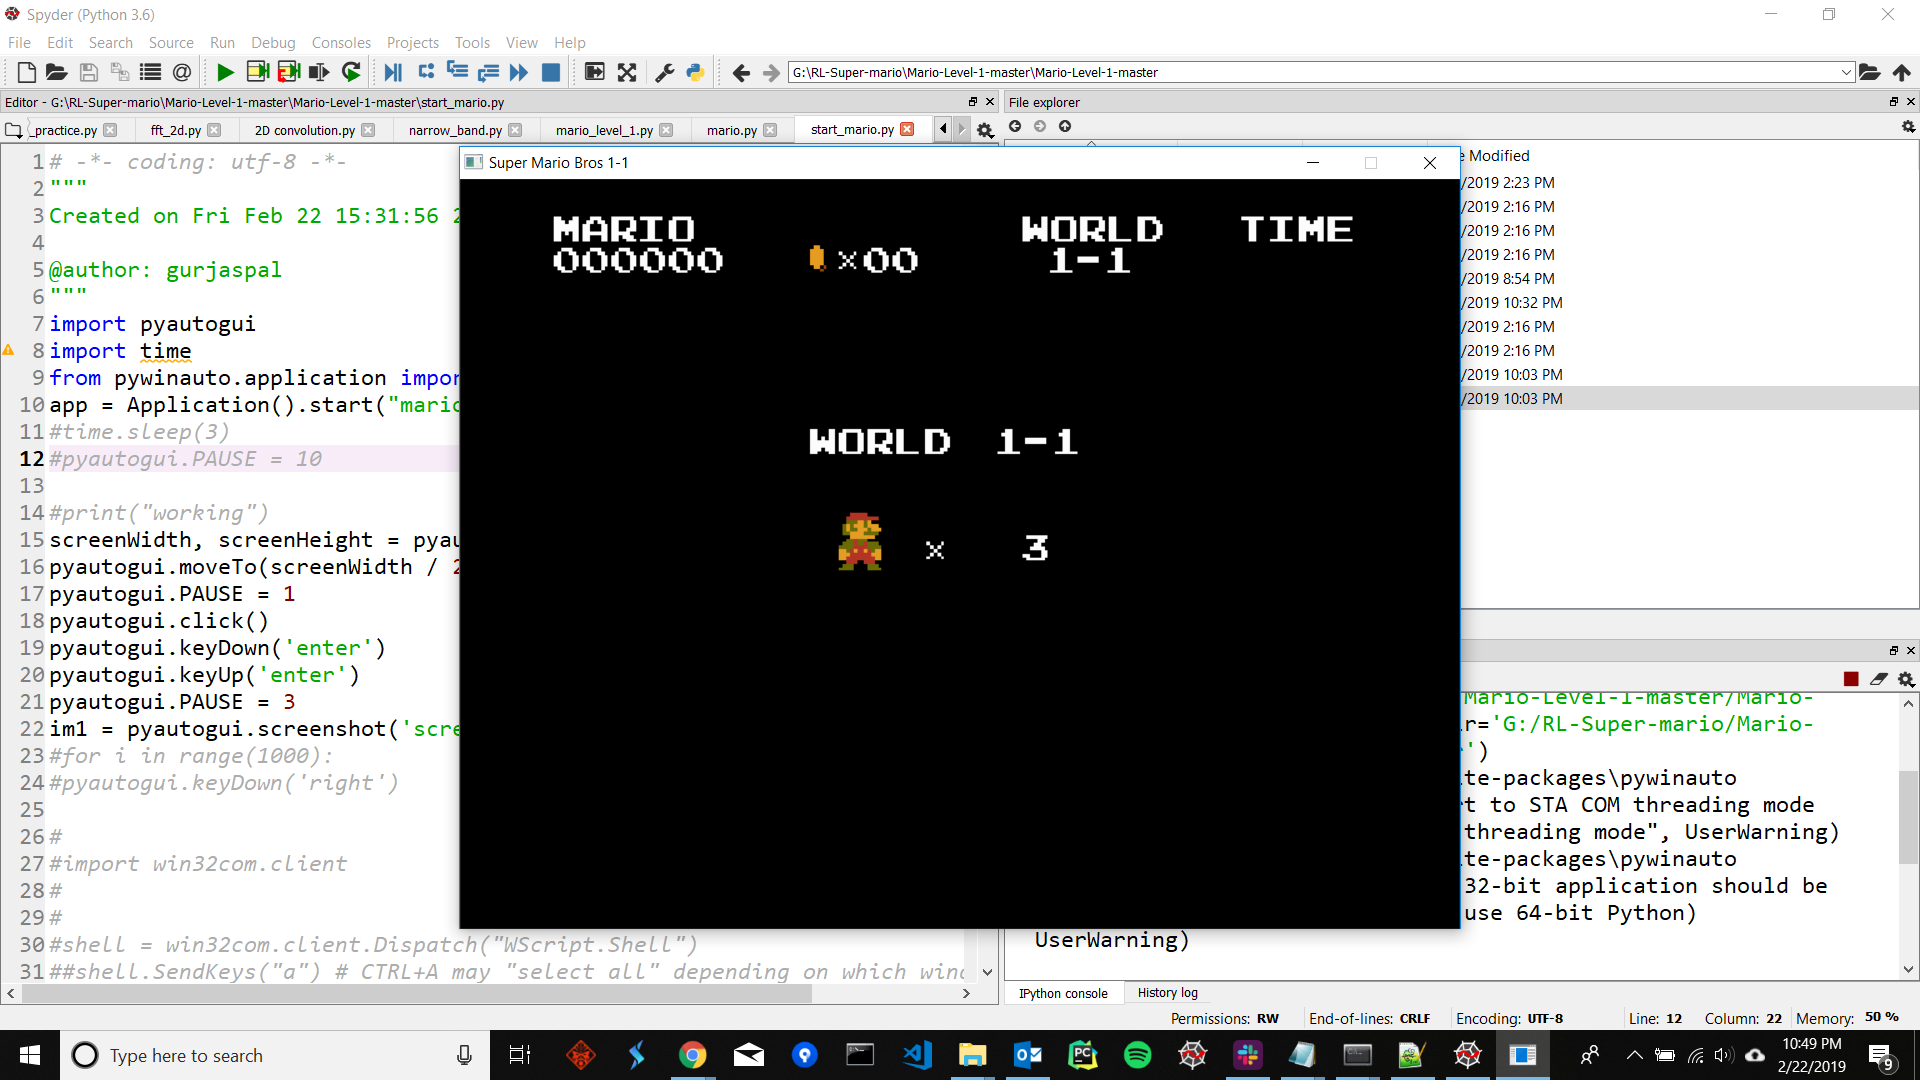 Spyder (Python 3.6)
File Edit Search Source Run Debug Consoles Projects Tools View Help
G:\RL-Super-mario\Mario-Level-1-master\Mario-Level-1-master
Editor - G:\RL-Super-mario\Mario-Level-1-master\Mario-Level-1-master\start_mario.py
_practice.py fft_2d.py 2D convolution.py narrow_band.py mario_level_1.py mario.py start_mario.py
1 # -*- coding: utf-8 -*-
2 """
3 Created on Fri Feb 22 15:31:56 2
4
5 @author: gurjaspal
6 """
7 import pyautogui
8 import time
9 from pywinauto.application impor
10 app = Application().start("mario
11 #time.sleep(3)
12 #pyautogui.PAUSE = 10
13
14 #print("working")
15 screenWidth, screenHeight = pyau
16 pyautogui.moveTo(screenWidth / 2
17 pyautogui.PAUSE = 1
18 pyautogui.click()
19 pyautogui.keyDown('enter')
20 pyautogui.keyUp('enter')
21 pyautogui.PAUSE = 3
22 im1 = pyautogui.screenshot('scre
23 #for i in range(1000):
24 #pyautogui.keyDown('right')
25
26 #
27 #import win32com.client
28 #
29 #
30 #shell = win32com.client.Dispatch("WScript.Shell")
31 ##shell.SendKeys("a") # CTRL+A may "select all" depending on which wind
Super Mario Bros 1-1
MARIO WORLD TIME
000000 ×00 1-1
WORLD 1-1
× 3
File explorer
Modified
/2019 2:23 PM
/2019 2:16 PM
/2019 2:16 PM
/2019 2:16 PM
/2019 8:54 PM
/2019 10:32 PM
/2019 2:16 PM
/2019 2:16 PM
/2019 10:03 PM
/2019 10:03 PM
Mario-Level-1-master/Mario-
r='G:/RL-Super-mario/Mario-
')
te-packages\pywinauto
t to STA COM threading mode
threading mode", UserWarning)
te-packages\pywinauto
32-bit application should be
use 64-bit Python)
UserWarning)
IPython console History log
Permissions: RW End-of-lines: CRLF Encoding: UTF-8 Line: 12 Column: 22 Memory: 50 %
Type here to search
10:49 PM
2/22/2019
9